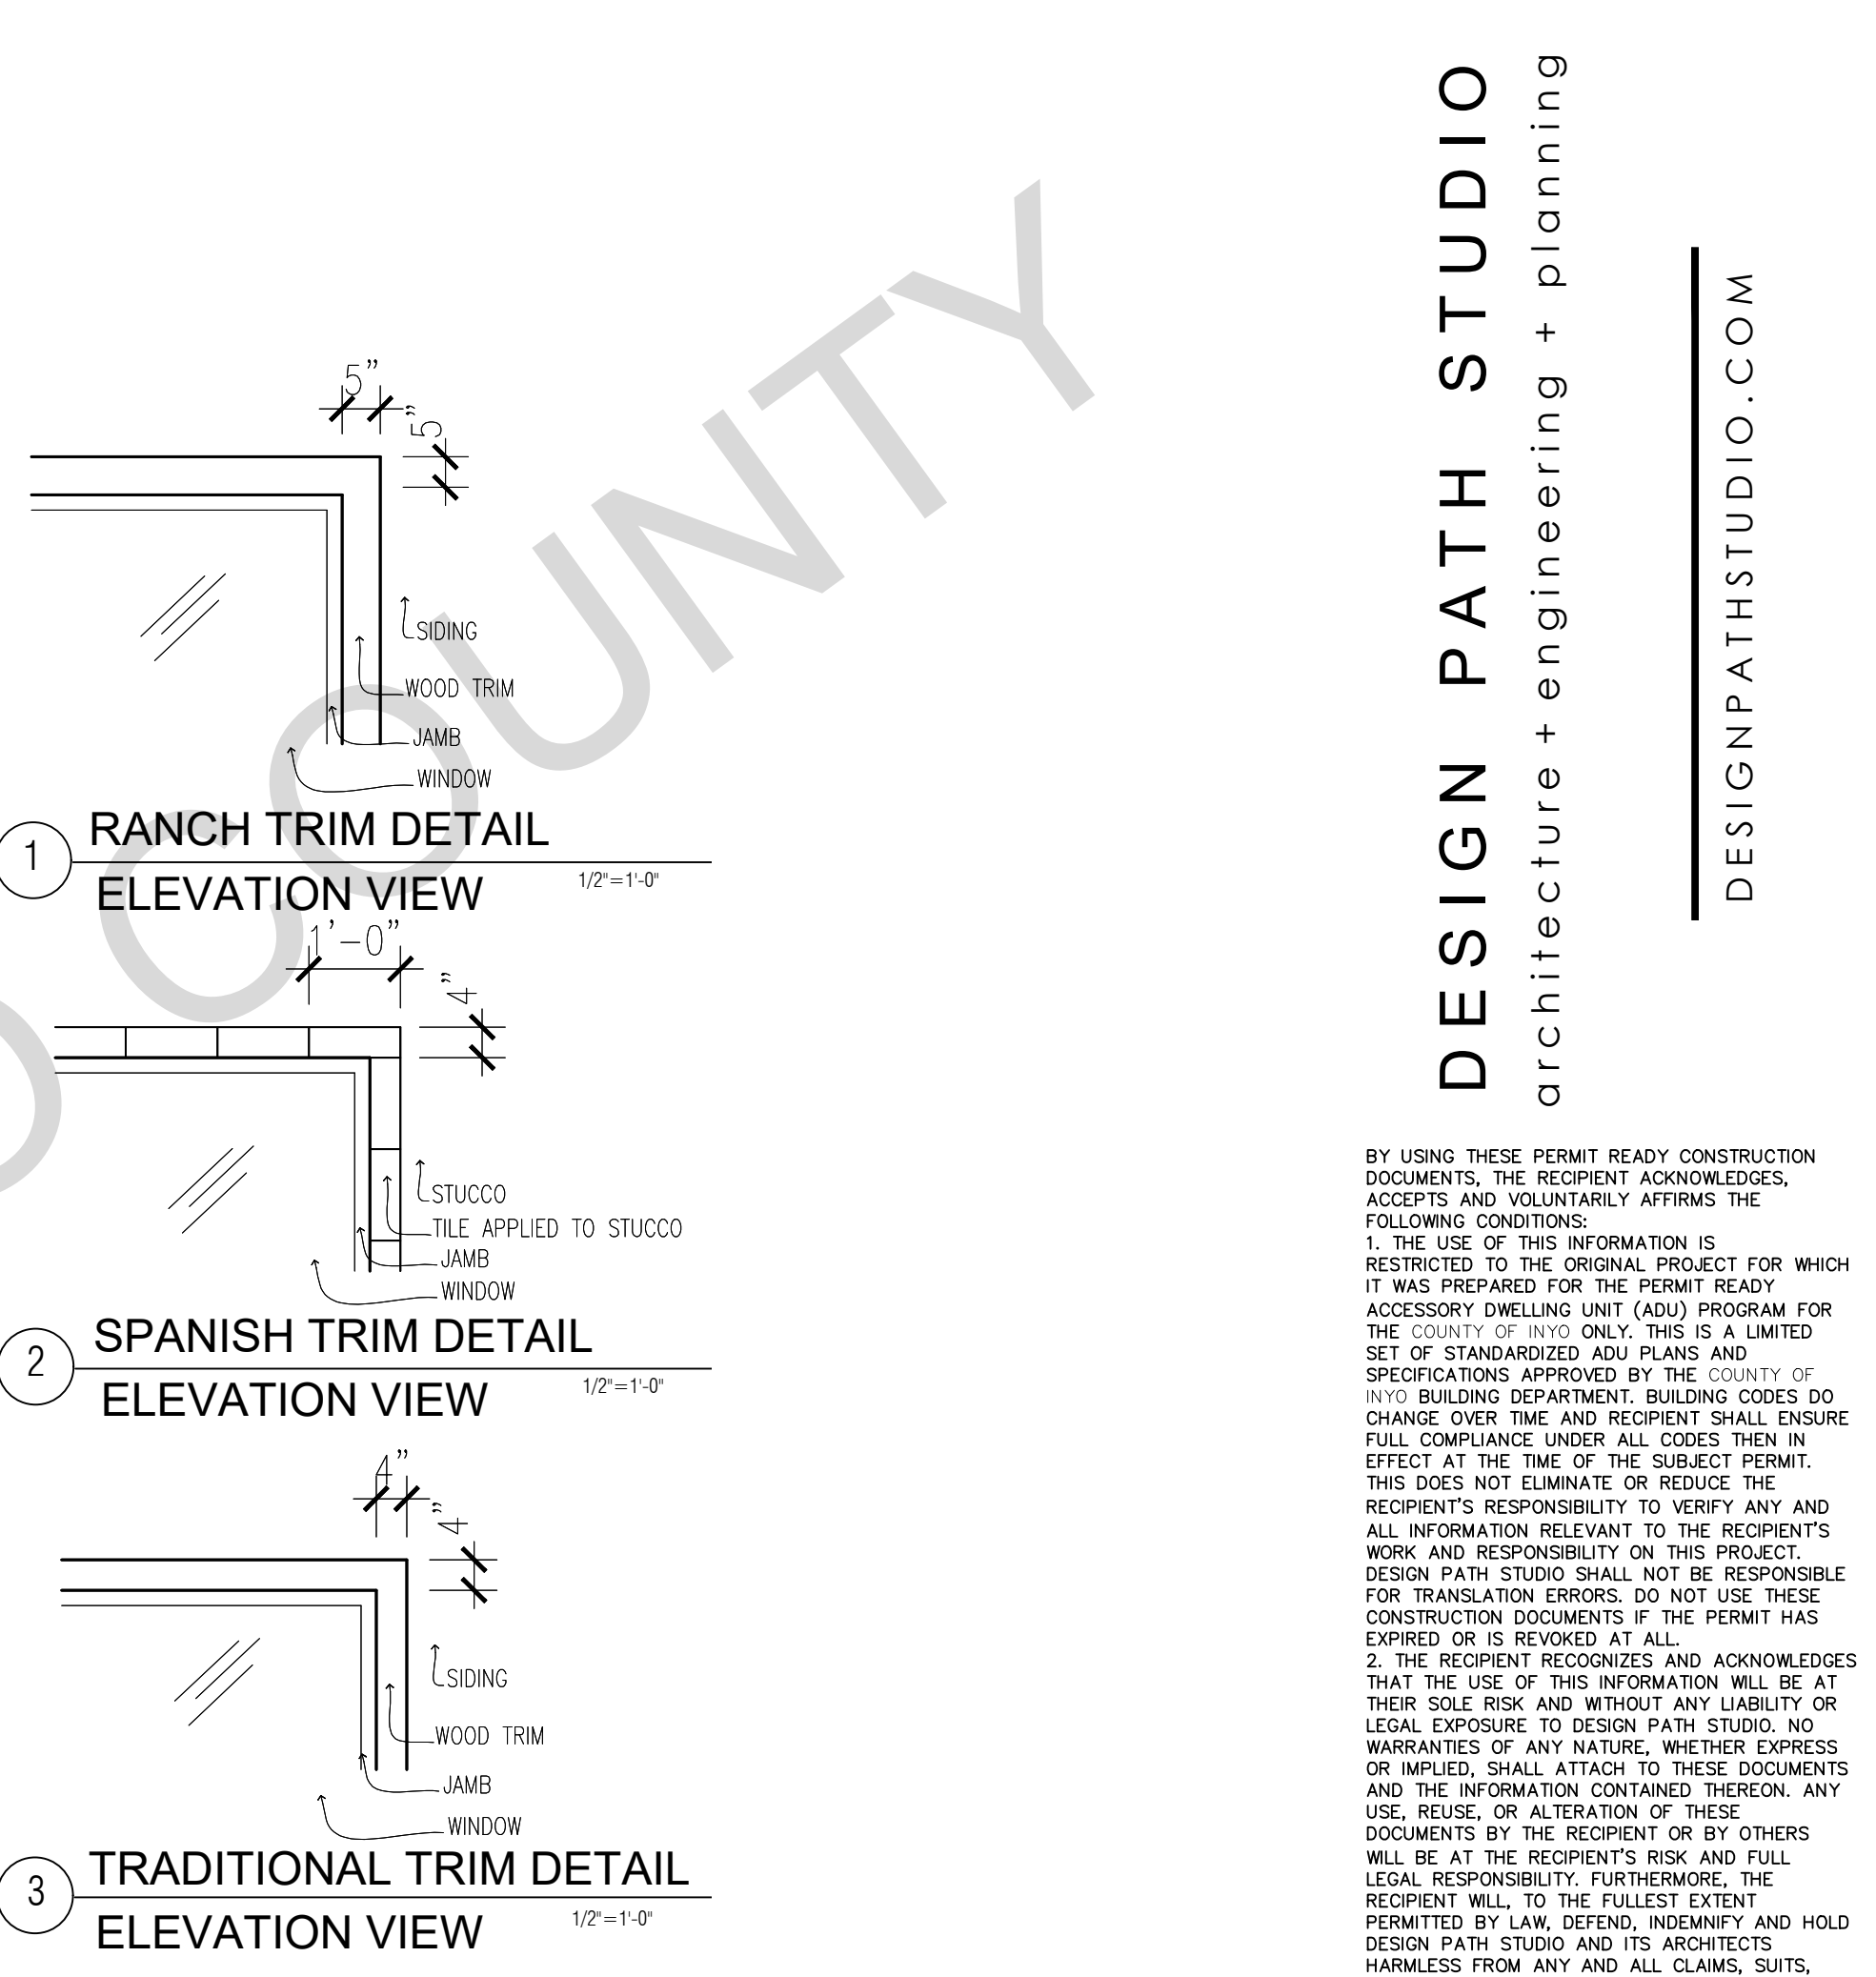 5"
5"
SIDING
WOOD TRIM
JAMB
WINDOW
1
RANCH TRIM DETAIL
ELEVATION VIEW
1/2"=1'-0"
1'-0"
4"
STUCCO
TILE APPLIED TO STUCCO
JAMB
WINDOW
2
SPANISH TRIM DETAIL
ELEVATION VIEW
1/2"=1'-0"
4"
4"
SIDING
WOOD TRIM
JAMB
WINDOW
3
TRADITIONAL TRIM DETAIL
ELEVATION VIEW
1/2"=1'-0"
O COUNTY
DESIGN PATH STUDIO
architecture + engineering + planning
DESIGNPATHSTUDIO.COM
BY USING THESE PERMIT READY CONSTRUCTION
DOCUMENTS, THE RECIPIENT ACKNOWLEDGES,
ACCEPTS AND VOLUNTARILY AFFIRMS THE
FOLLOWING CONDITIONS:
1. THE USE OF THIS INFORMATION IS
RESTRICTED TO THE ORIGINAL PROJECT FOR WHICH
IT WAS PREPARED FOR THE PERMIT READY
ACCESSORY DWELLING UNIT (ADU) PROGRAM FOR
THE COUNTY OF INYO ONLY. THIS IS A LIMITED
SET OF STANDARDIZED ADU PLANS AND
SPECIFICATIONS APPROVED BY THE COUNTY OF
INYO BUILDING DEPARTMENT. BUILDING CODES DO
CHANGE OVER TIME AND RECIPIENT SHALL ENSURE
FULL COMPLIANCE UNDER ALL CODES THEN IN
EFFECT AT THE TIME OF THE SUBJECT PERMIT.
THIS DOES NOT ELIMINATE OR REDUCE THE
RECIPIENT'S RESPONSIBILITY TO VERIFY ANY AND
ALL INFORMATION RELEVANT TO THE RECIPIENT'S
WORK AND RESPONSIBILITY ON THIS PROJECT.
DESIGN PATH STUDIO SHALL NOT BE RESPONSIBLE
FOR TRANSLATION ERRORS. DO NOT USE THESE
CONSTRUCTION DOCUMENTS IF THE PERMIT HAS
EXPIRED OR IS REVOKED AT ALL.
2. THE RECIPIENT RECOGNIZES AND ACKNOWLEDGES
THAT THE USE OF THIS INFORMATION WILL BE AT
THEIR SOLE RISK AND WITHOUT ANY LIABILITY OR
LEGAL EXPOSURE TO DESIGN PATH STUDIO. NO
WARRANTIES OF ANY NATURE, WHETHER EXPRESS
OR IMPLIED, SHALL ATTACH TO THESE DOCUMENTS
AND THE INFORMATION CONTAINED THEREON. ANY
USE, REUSE, OR ALTERATION OF THESE
DOCUMENTS BY THE RECIPIENT OR BY OTHERS
WILL BE AT THE RECIPIENT'S RISK AND FULL
LEGAL RESPONSIBILITY. FURTHERMORE, THE
RECIPIENT WILL, TO THE FULLEST EXTENT
PERMITTED BY LAW, DEFEND, INDEMNIFY AND HOLD
DESIGN PATH STUDIO AND ITS ARCHITECTS
HARMLESS FROM ANY AND ALL CLAIMS, SUITS,